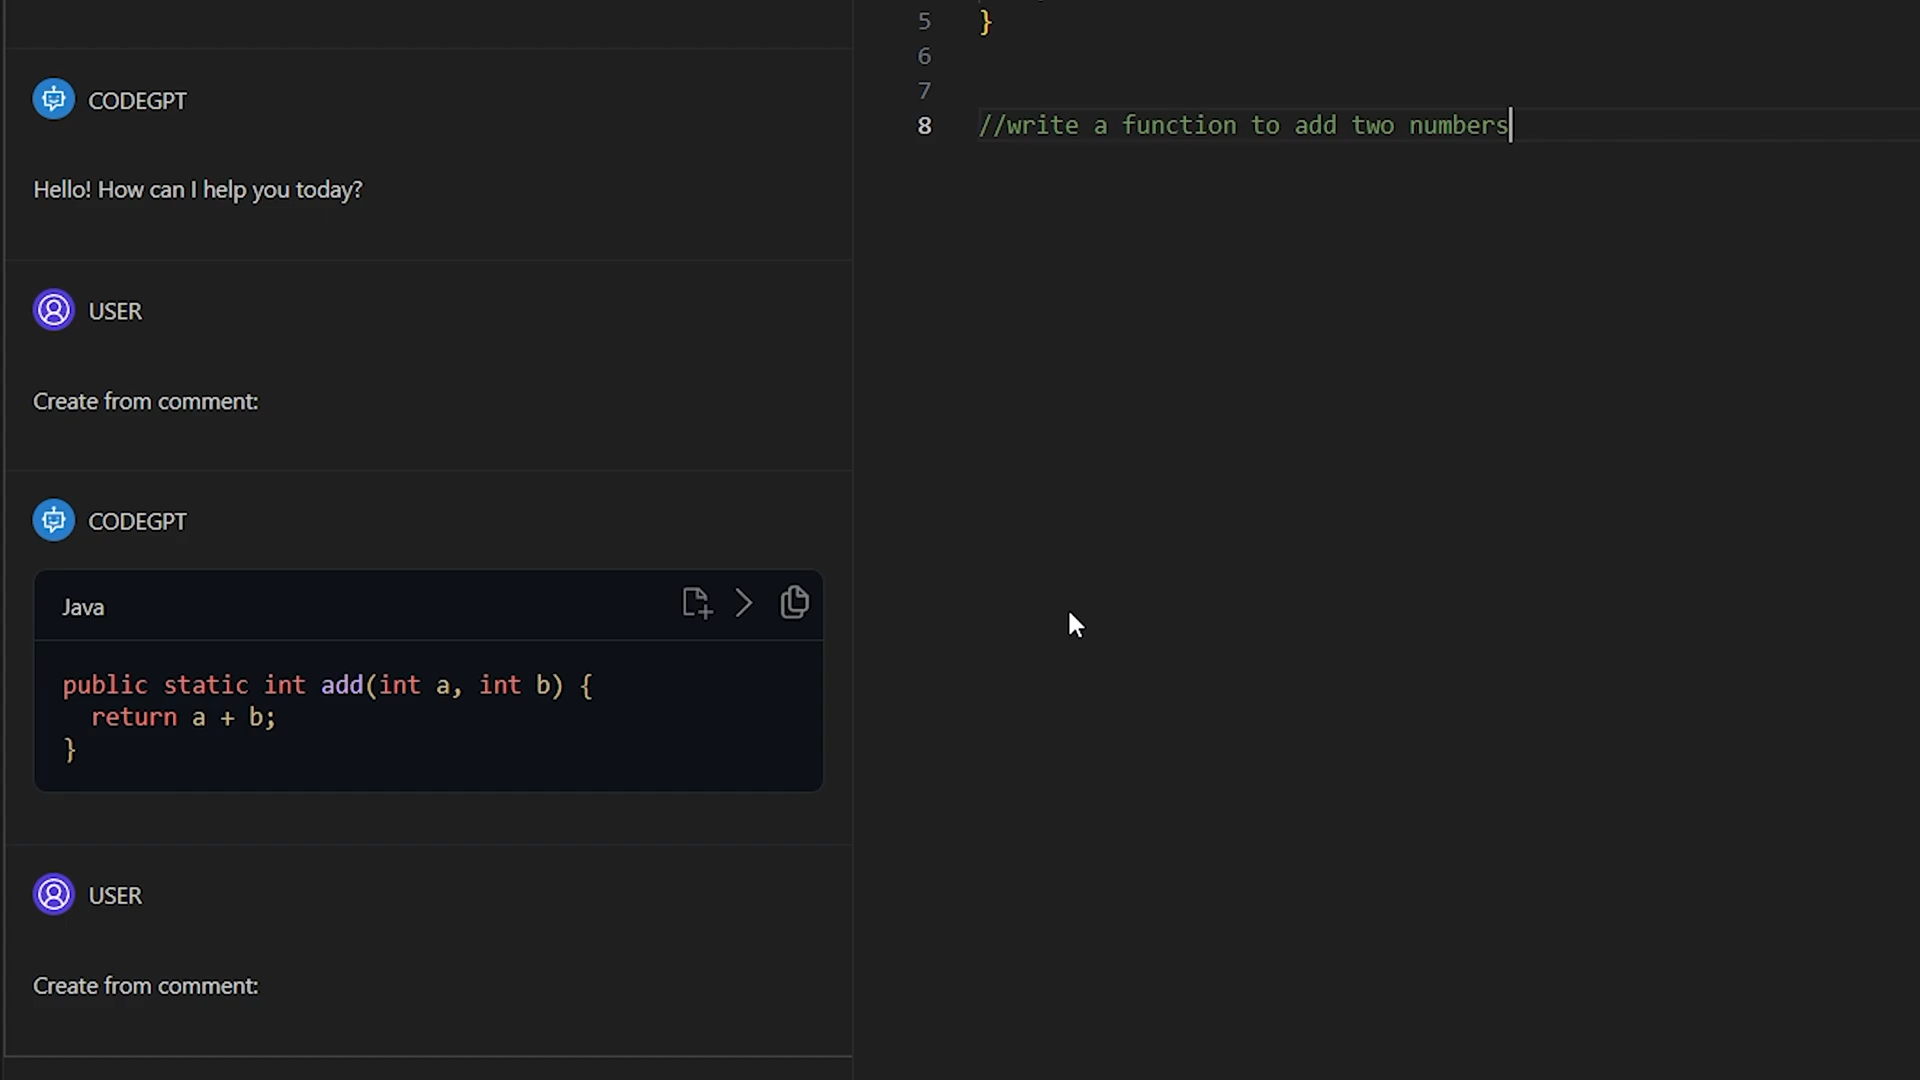 CODEGPT
Hello! How can I help you today?
USER
Create from comment:
CODEGPT
Java
public static int add(int a, int b) {
  return a + b;
}
USER
Create from comment:
5 }
6
7
8 //write a function to add two numbers